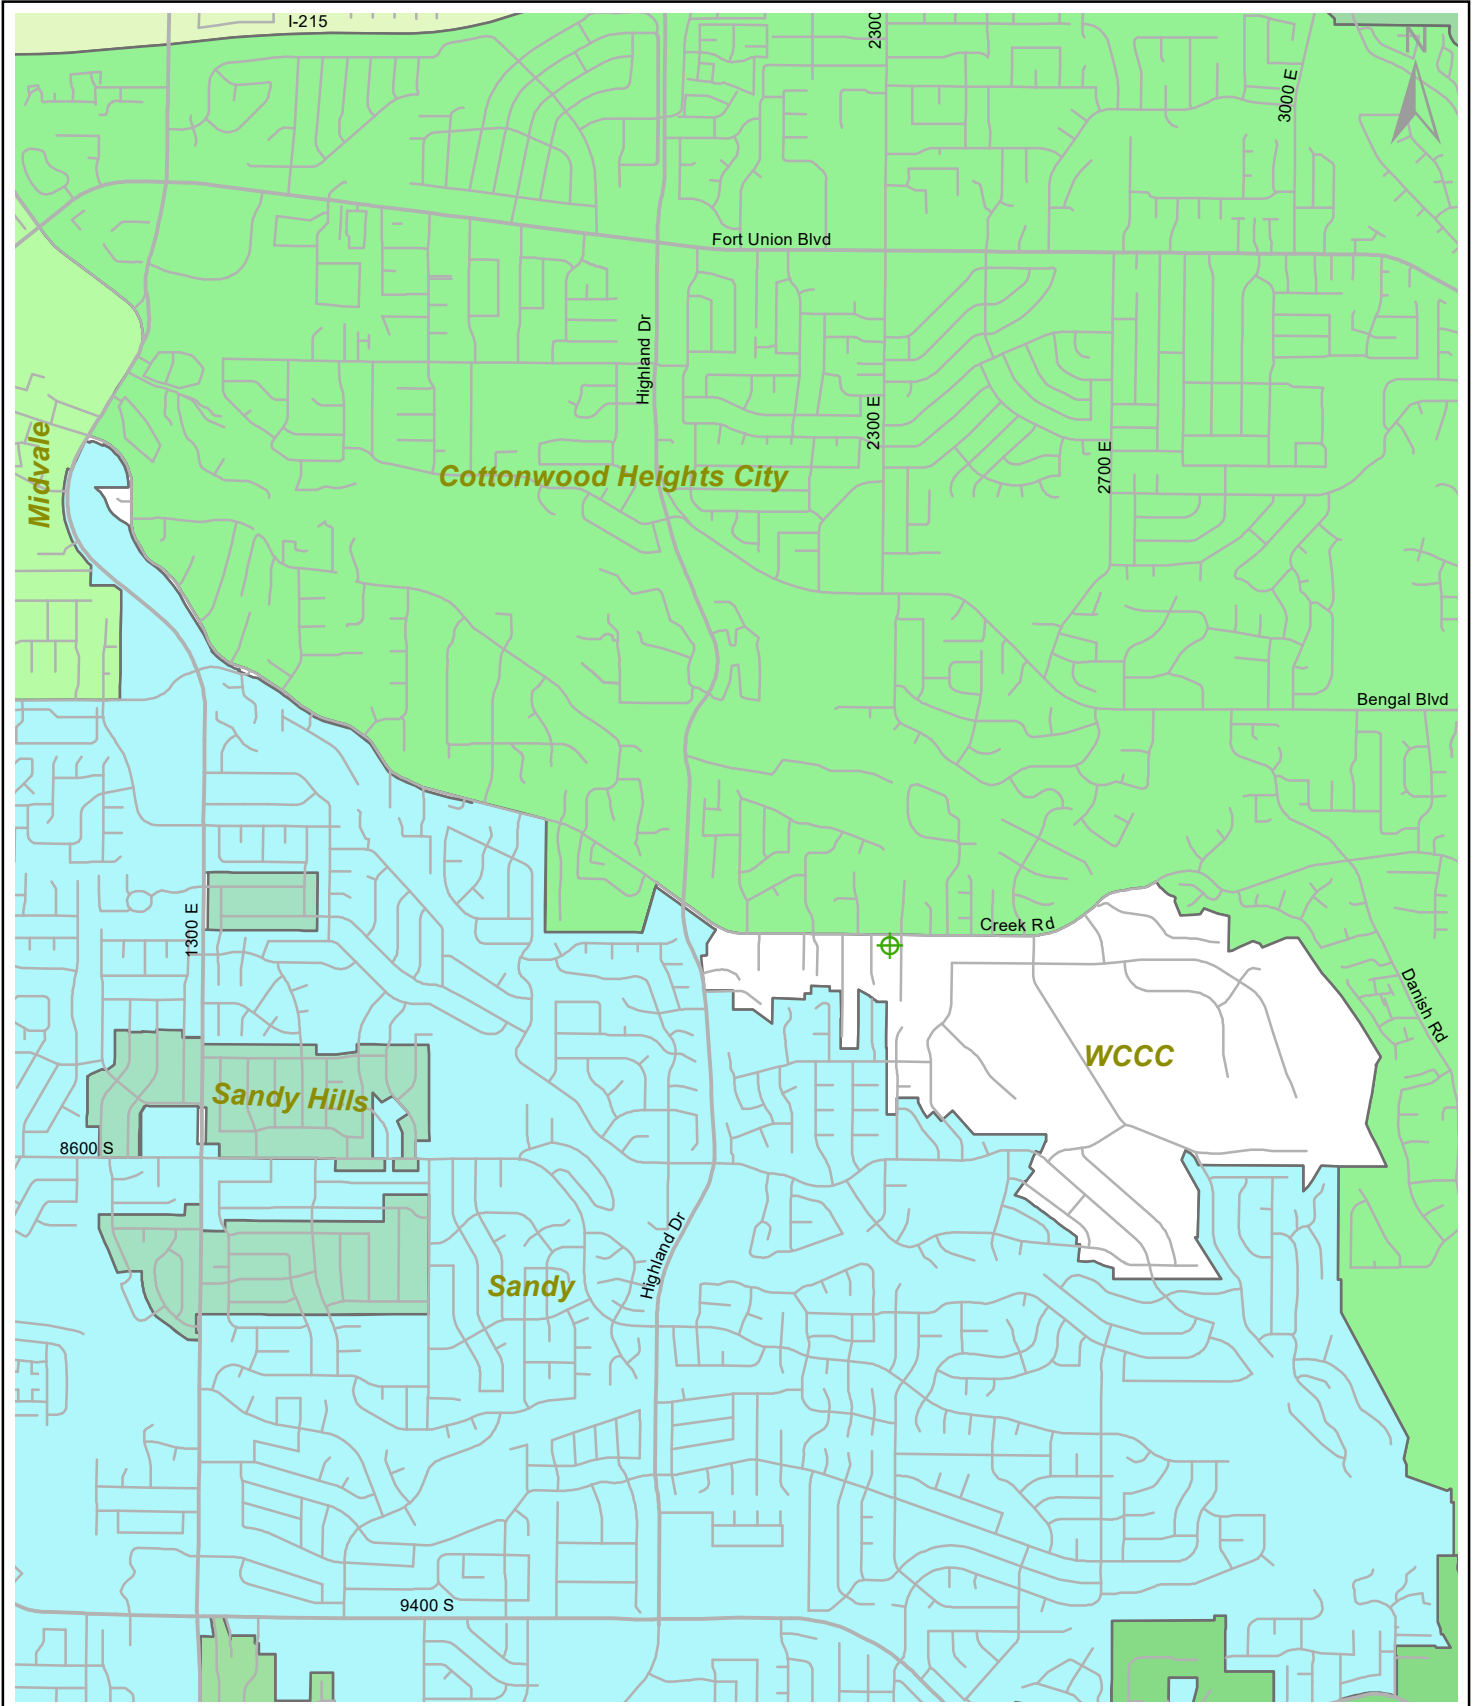 I-215
2300
3000 E
N
Fort Union Blvd
Highland Dr
2300 E
Midvale
Cottonwood Heights City
2700 E
Bengal Blvd
1300 E
Creek Rd
Danish Rd
WCCC
Sandy Hills
8600 S
Highland Dr
Sandy
9400 S